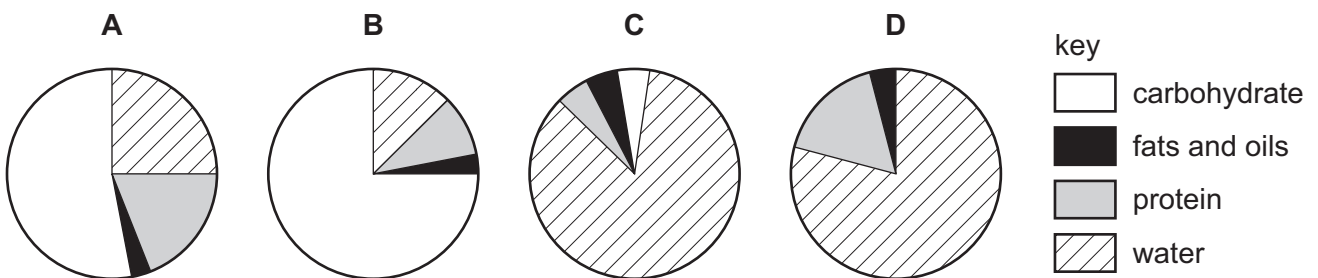 A B C D
key
carbohydrate
fats and oils
protein
water